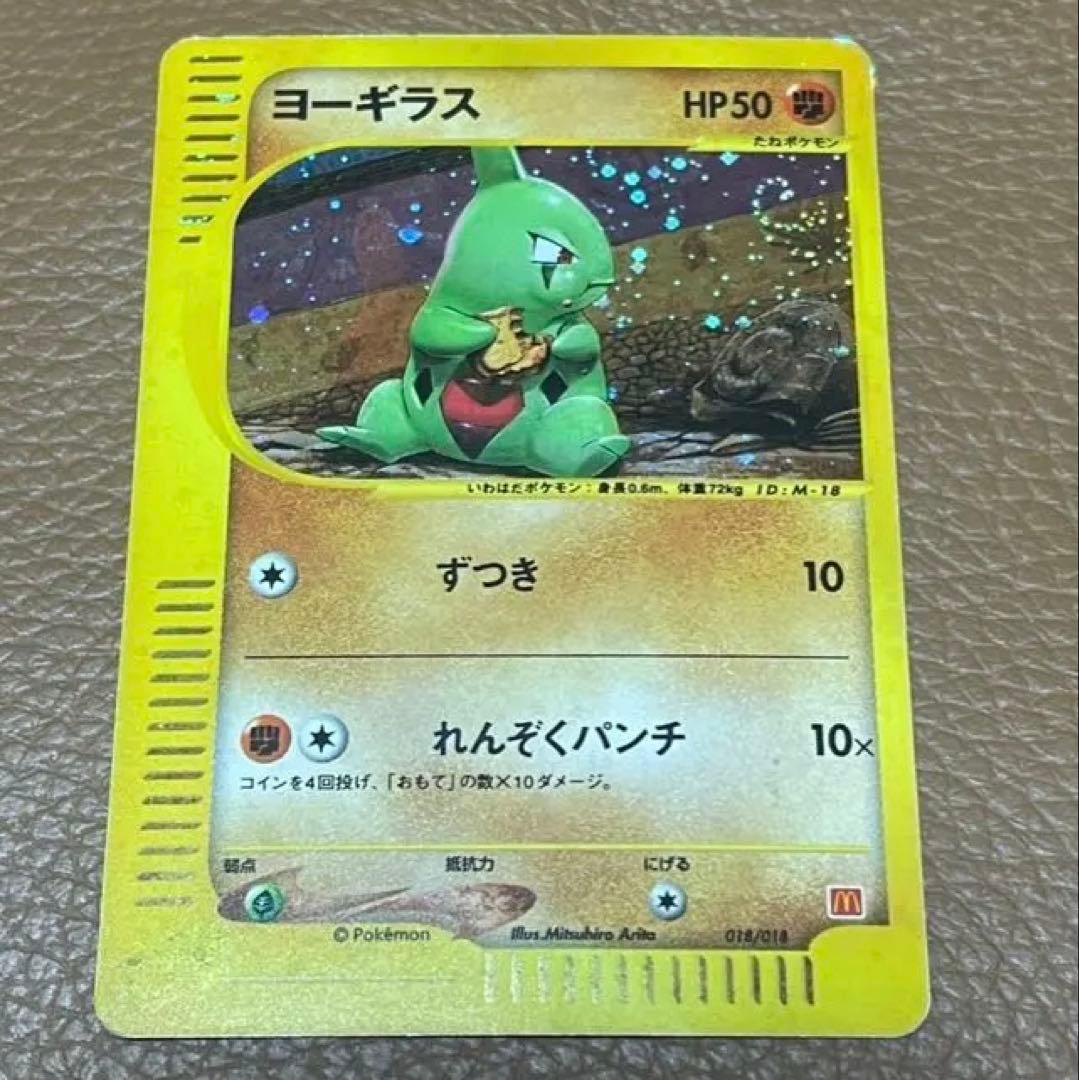 ヨーギラス HP50
たねポケモン
いわはだポケモン：身長0.6m、体重72kg ID:M-18
ずつき 10
れんぞくパンチ 10×
コインを4回投げ、「おもて」の数×10ダメージ。
弱点 抵抗力 にげる
©Pokémon Illus.Mitsuhiro Arita 018/018